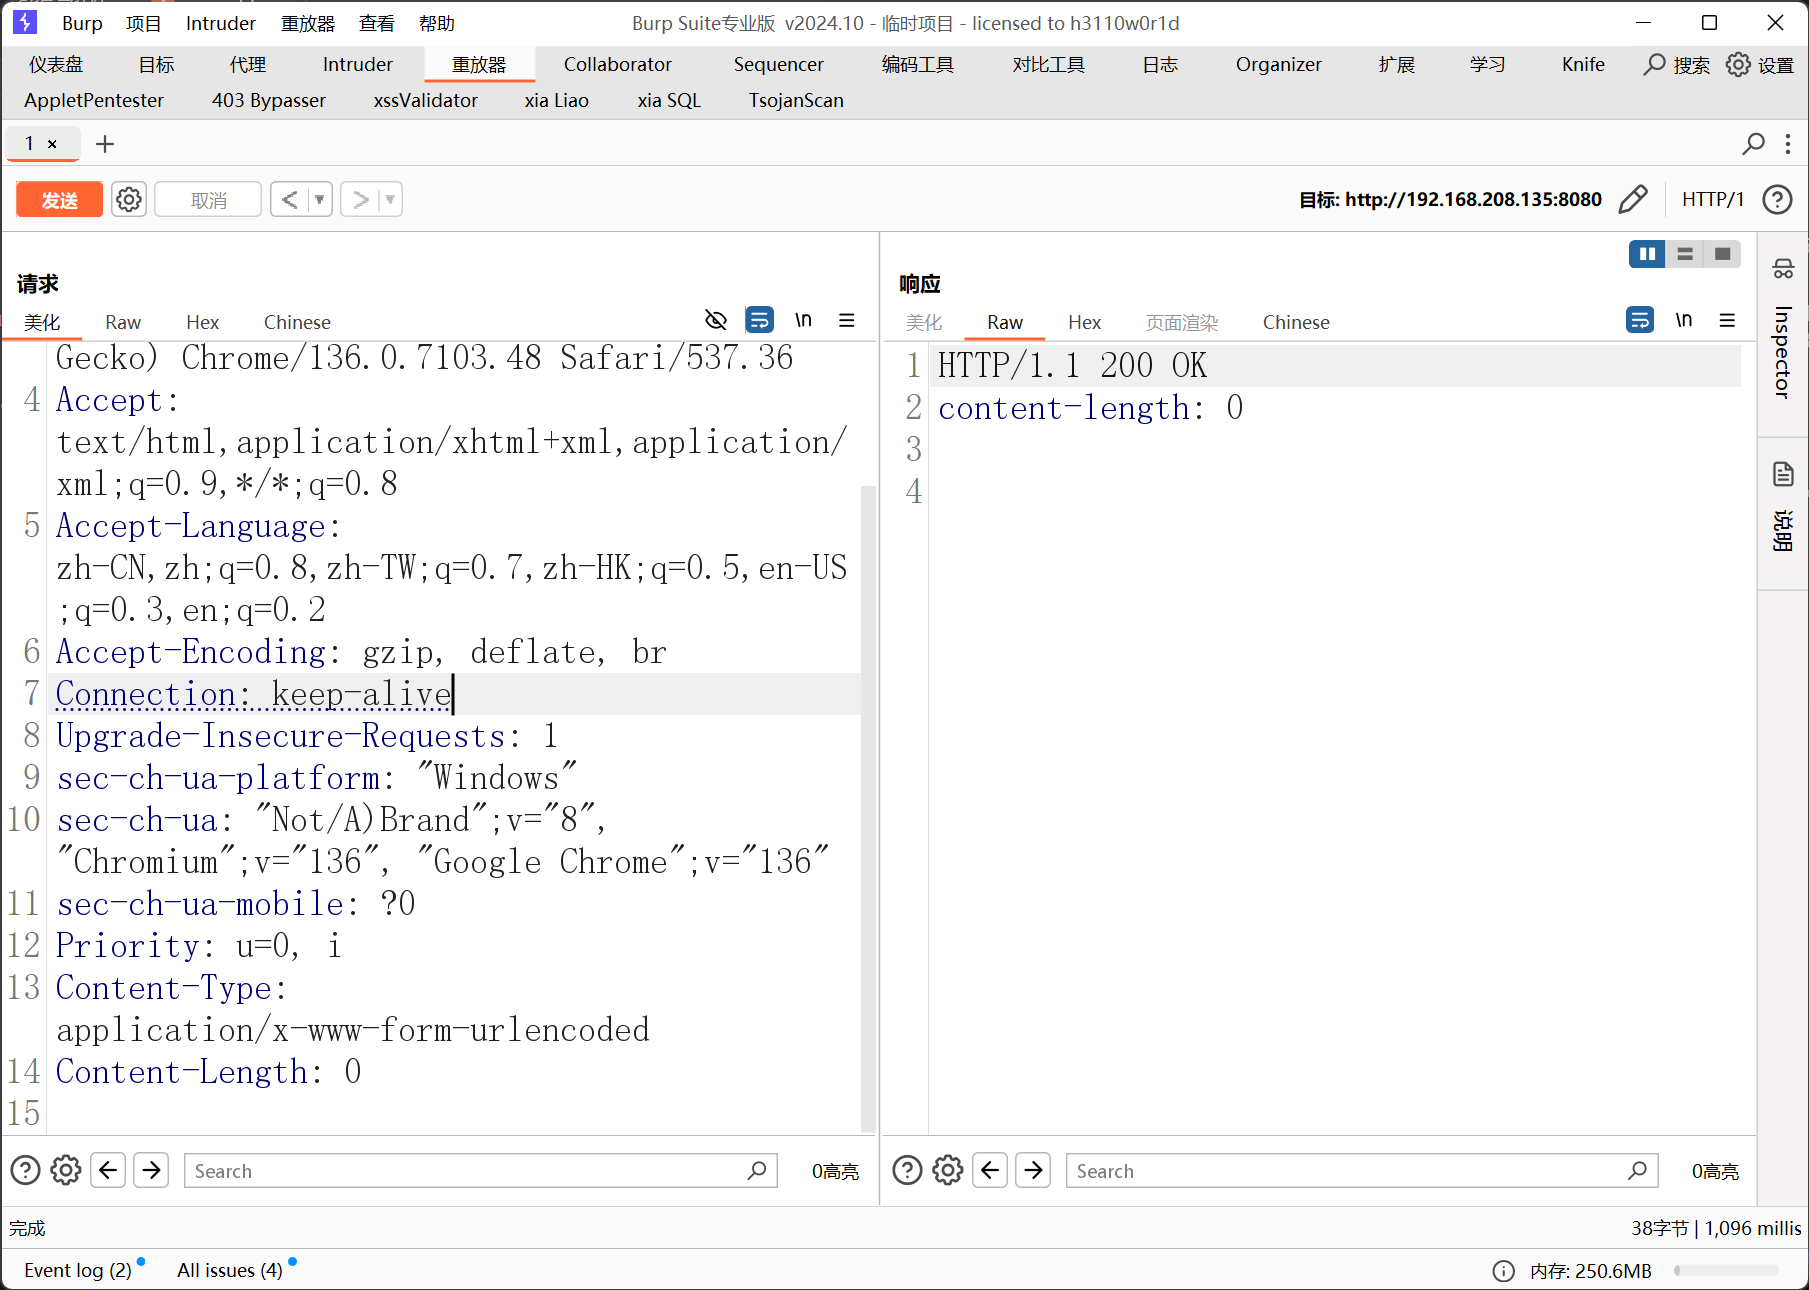 Burp 项目 Intruder 重放器 查看 帮助 Burp Suite专业版 v2024.10 - 临时项目 - licensed to h3110w0r1d
仪表盘 目标 代理 Intruder 重放器 Collaborator Sequencer 编码工具 对比工具 日志 Organizer 扩展 学习 Knife 搜索 设置
AppletPentester 403 Bypasser xssValidator xia Liao xia SQL TsojanScan
1 × +
发送 取消 < > 目标: http://192.168.208.135:8080 HTTP/1
请求
美化 Raw Hex Chinese \n
Gecko) Chrome/136.0.7103.48 Safari/537.36
4 Accept:
text/html,application/xhtml+xml,application/
xml;q=0.9,*/*;q=0.8
5 Accept-Language:
zh-CN,zh;q=0.8,zh-TW;q=0.7,zh-HK;q=0.5,en-US
;q=0.3,en;q=0.2
6 Accept-Encoding: gzip, deflate, br
7 Connection: keep-alive
8 Upgrade-Insecure-Requests: 1
9 sec-ch-ua-platform: "Windows"
10 sec-ch-ua: "Not/A)Brand";v="8",
"Chromium";v="136", "Google Chrome";v="136"
11 sec-ch-ua-mobile: ?0
12 Priority: u=0, i
13 Content-Type:
application/x-www-form-urlencoded
14 Content-Length: 0
15
Search 0高亮
响应
美化 Raw Hex 页面渲染 Chinese \n
1 HTTP/1.1 200 OK
2 content-length: 0
3
4
Search 0高亮
Inspector
说明
完成 38字节 | 1,096 millis
Event log (2) All issues (4) 内存: 250.6MB